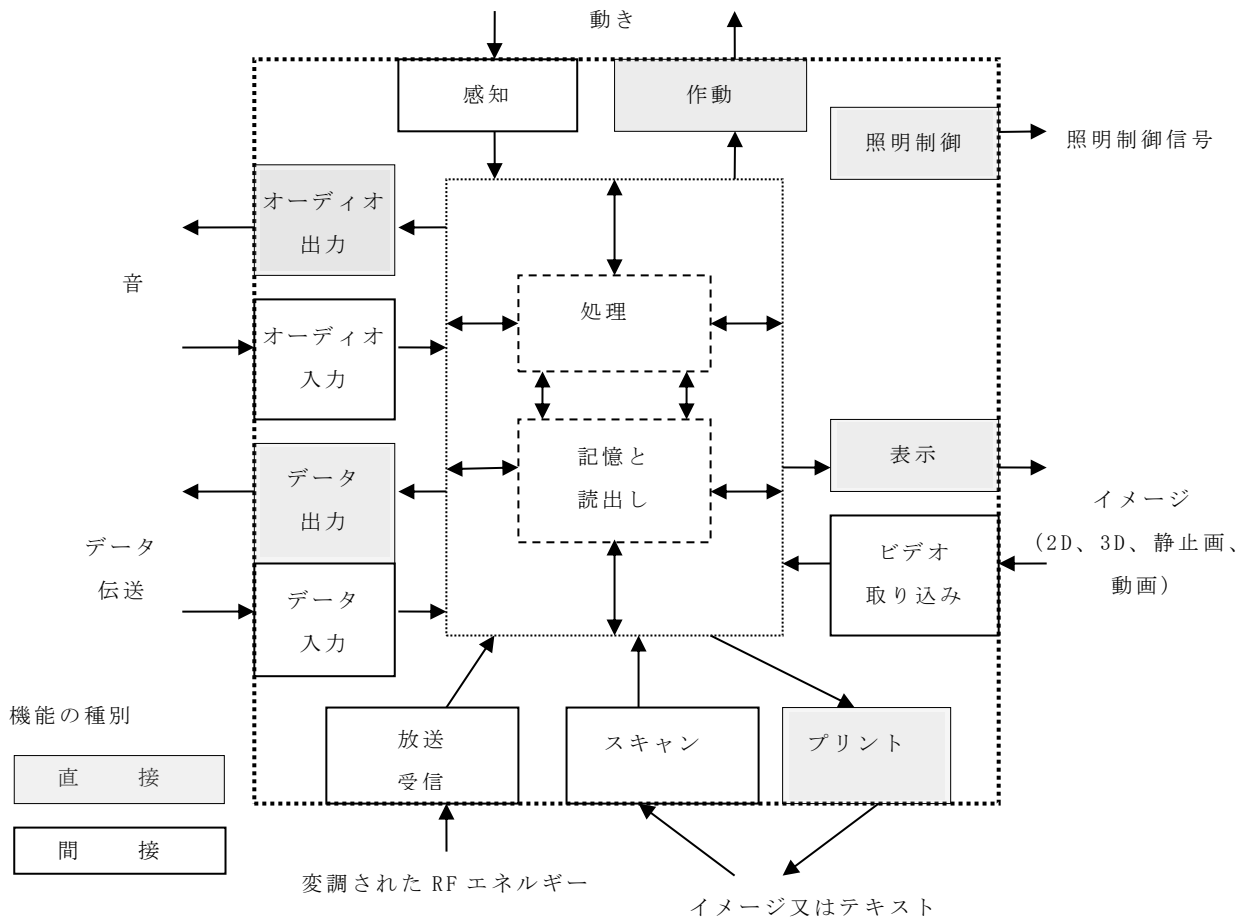 動き
感知
作動
照明制御
照明制御信号
オーディオ
出力
音
処理
オーディオ
入力
記憶と
読出し
表示
データ
出力
イメージ
(2D、3D、静止画、
動画)
データ
伝送
ビデオ
取り込み
データ
入力
機能の種別
直 接
間 接
放送
受信
スキャン
プリント
変調された RF エネルギー
イメージ又はテキスト